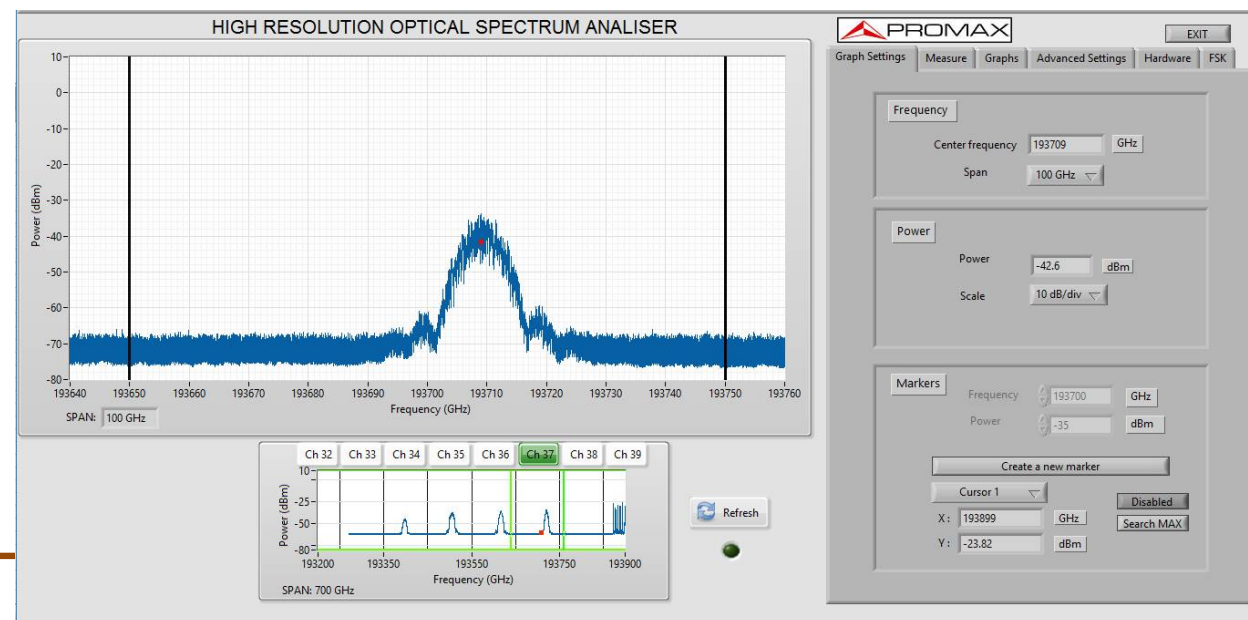 HIGH RESOLUTION OPTICAL SPECTRUM ANALISER
Power (dBm)
10
0
-10
-20
-30
-40
-50
-60
-70
-80
193640 193650 193660 193670 193680 193690 193700 193710 193720 193730 193740 193750 193760
Frequency (GHz)
SPAN: 100 GHz
Ch 32 Ch 33 Ch 34 Ch 35 Ch 36 Ch 37 Ch 38 Ch 39
Power (dBm)
10
-25
-50
-80
193200 193350 193550 193750 193900
Frequency (GHz)
SPAN: 700 GHz
Refresh
PROMAX
EXIT
Graph Settings Measure Graphs Advanced Settings Hardware FSK
Frequency
Center frequency 193709 GHz
Span 100 GHz
Power
Power -42.6 dBm
Scale 10 dB/div
Markers
Frequency 193700 GHz
Power -35 dBm
Create a new marker
Cursor 1
Disabled
X: 193899 GHz
Search MAX
Y: -23.82 dBm